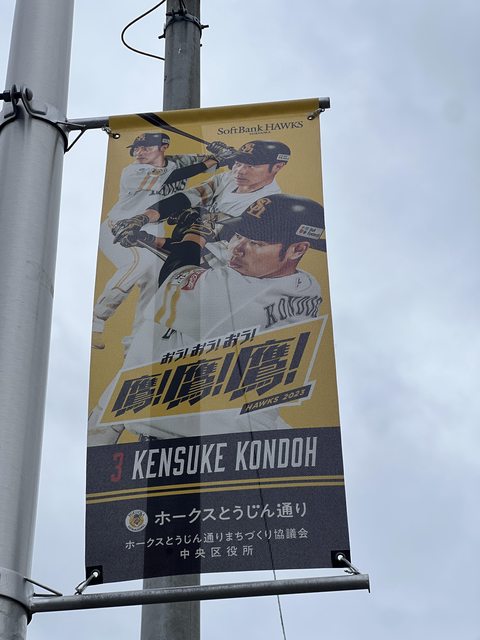 SoftBank HAWKS
KONDOH
おう!おう!おう!
鷹!鷹!鷹!
HAWKS 2023
3 KENSUKE KONDOH
ホークスとうじん通り
ホークスとうじん通りまちづくり協議会
中央区役所